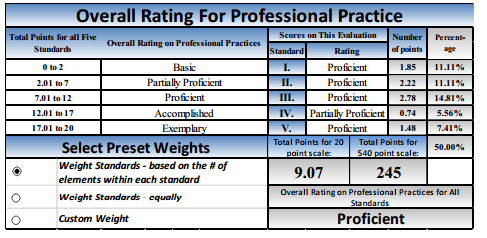 Overall Rating For Professional Practice
Total Points for all Five Standards
Overall Rating on Professional Practices
Scores on This Evaluation
Standard
Rating
Number of points
Percent-age
0 to 2 Basic I. Proficient 1.85 11.11%
2.01 to 7 Partially Proficient II. Proficient 2.22 11.11%
7.01 to 12 Proficient III. Proficient 2.78 14.81%
12.01 to 17 Accomplished IV. Partially Proficient 0.74 5.56%
17.01 to 20 Exemplary V. Proficient 1.48 7.41%
Select Preset Weights
Total Points for 20 point scale:
Total Points for 540 point scale:
50.00%
Weight Standards - based on the # of
elements within each standard
9.07 245
Weight Standards - equally
Overall Rating on Professional Practices for All
Standards
Custom Weight
Proficient